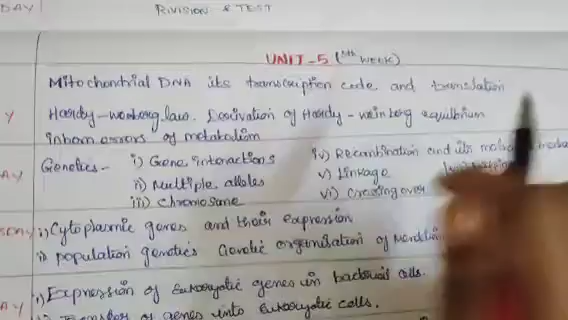 DAY RIVISION & TEST
UNIT-5 (5th WEEK)
Mitochondrial DNA its transcription code and translation
Y Hardy-weinberg law. Derivation of Hardy-weinberg equilibrium
inborn errors of metabolism
AY Genetics- i) Gene interactions iv) Recombination and its
ii) Multiple alleles v) Linkage
iii) chromosome vi) crossing over
DAY i) Cytoplasmic genes and their expression
ii) population genetics Genetic organisation of
AY i) Expression of Eukaryotic genes in bacterial cells.
of genes into Eukaryotic cells.